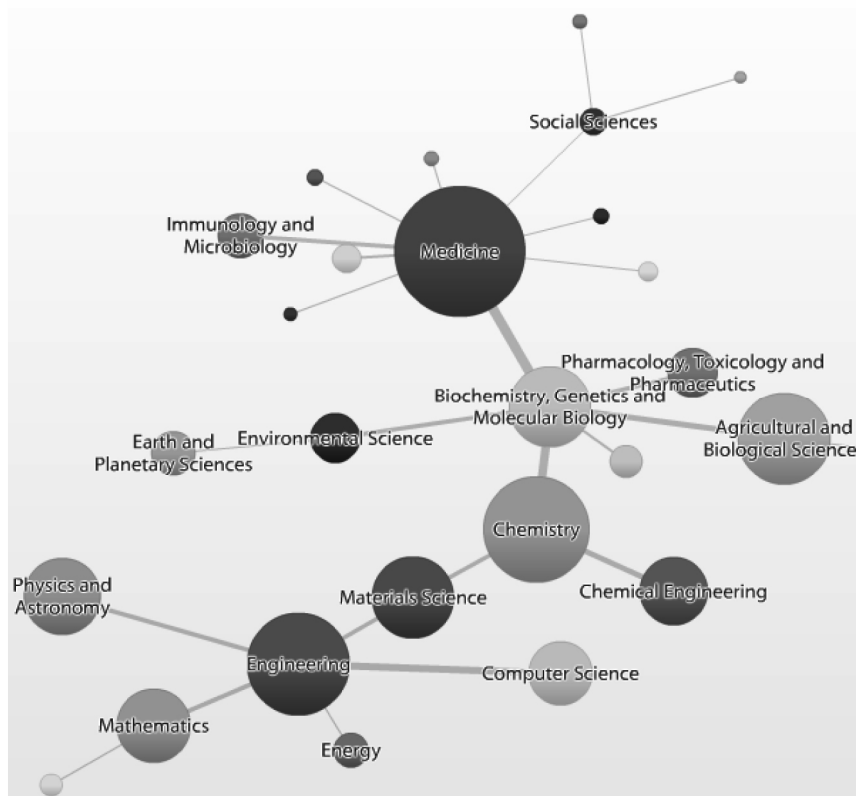 Social Sciences
Immunology and
Microbiology
Medicine
Pharmacology, Toxicology and
Pharmaceutics
Biochemistry, Genetics and
Molecular Biology
Agricultural and
Biological Science
Environmental Science
Earth and
Planetary Sciences
Chemistry
Physics and
Astronomy
Materials Science
Chemical Engineering
Engineering
Computer Science
Mathematics
Energy